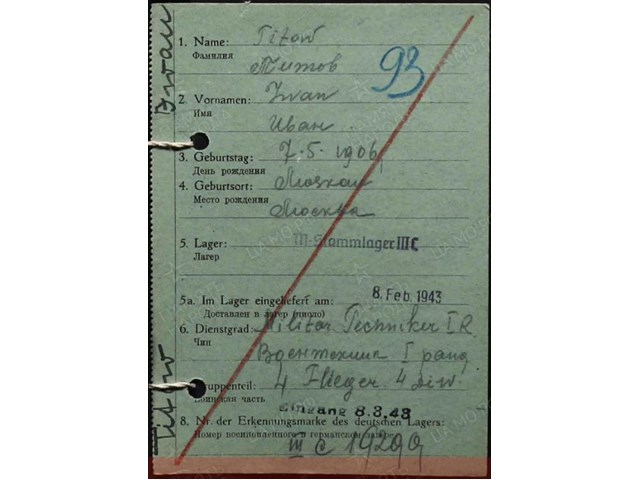 Titow Iwan
93
1. Name: Titow
Фамилия Титов
2. Vornamen: Iwan
Имя Иван
3. Geburtstag: 7.5.1906
День рождения
4. Geburtsort: Moskau
Место рождения Москва
5. Lager: M-Stammlager III C
Лагерь
8. Feb. 1943
5a. Im Lager eingeliefert am:
Доставлен в лагерь (число)
6. Dienstgrad: Militär Techniker I R.
Чин Воентехник I ранг
Truppenteil: 4 Flieger 4 div.
Воинская часть
Eingang 8.3.43
8. Nr. der Erkennungsmarke des deutschen Lagers:
Номер военнопленного в германском лагере:
III C